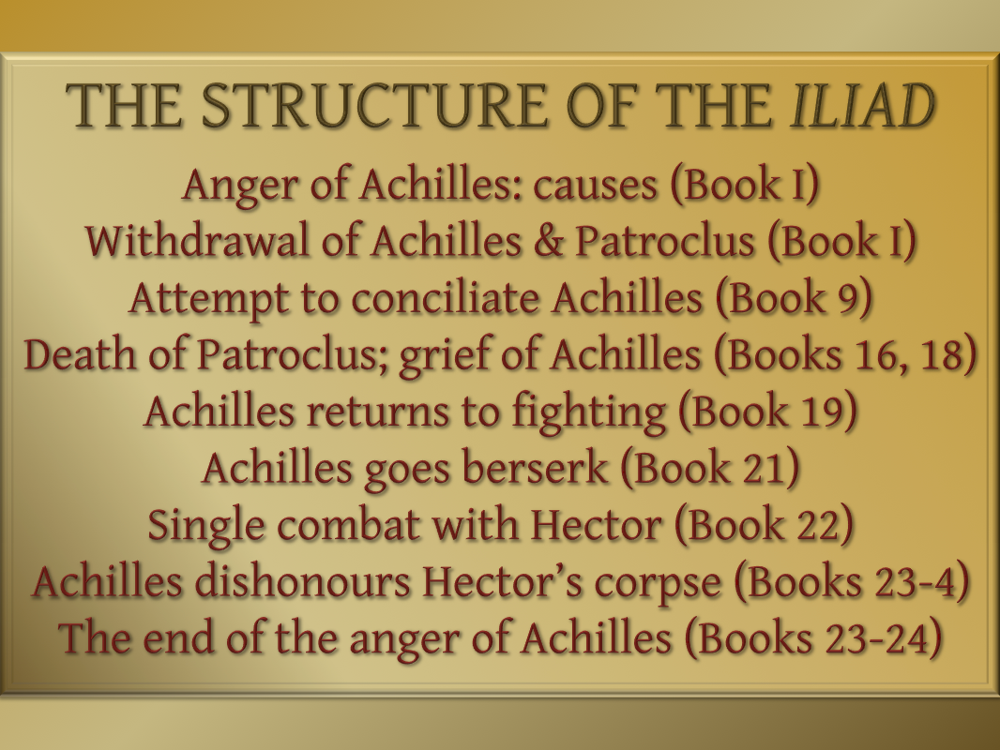 THE STRUCTURE OF THE ILIAD
Anger of Achilles: causes (Book I)
Withdrawal of Achilles & Patroclus (Book I)
Attempt to conciliate Achilles (Book 9)
Death of Patroclus; grief of Achilles (Books 16, 18)
Achilles returns to fighting (Book 19)
Achilles goes berserk (Book 21)
Single combat with Hector (Book 22)
Achilles dishonours Hector’s corpse (Books 23-4)
The end of the anger of Achilles (Books 23-24)